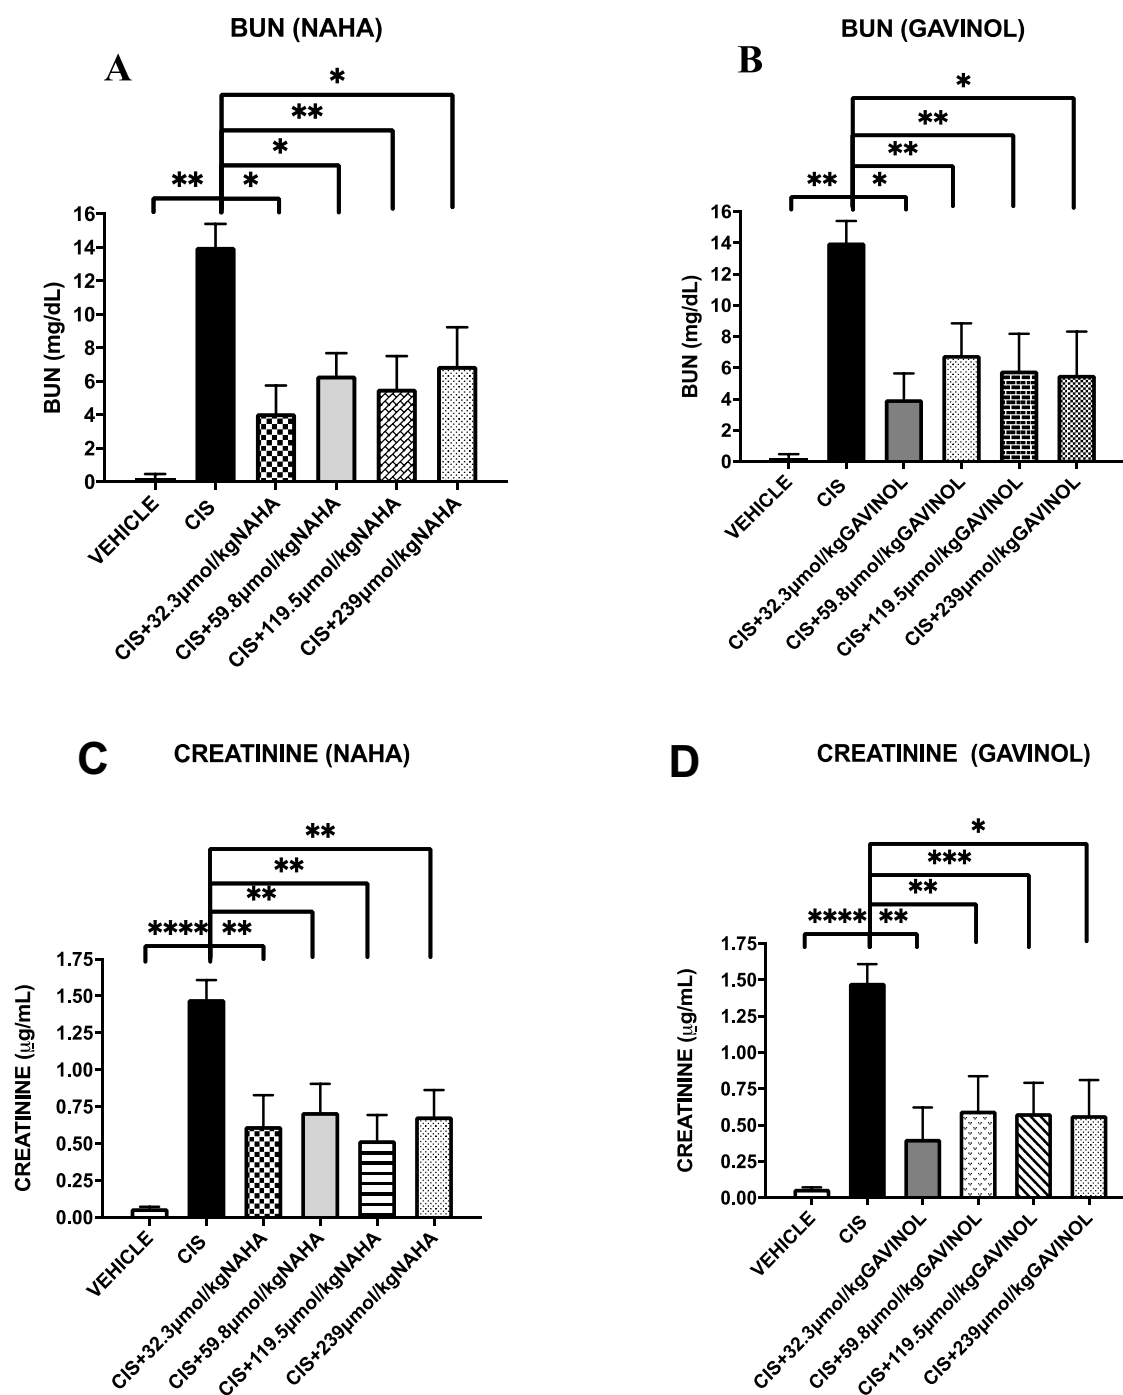 BUN (NAHA)
A
*
**
*
** *
16
14
12
10
8
6
4
2
0
BUN (mg/dL)
VEHICLE
CIS
CIS+32.3μmol/kgNAHA
CIS+59.8μmol/kgNAHA
CIS+119.5μmol/kgNAHA
CIS+239μmol/kgNAHA
BUN (GAVINOL)
B
*
**
**
** *
16
14
12
10
8
6
4
2
0
BUN (mg/dL)
VEHICLE
CIS
CIS+32.3μmol/kgGAVINOL
CIS+59.8μmol/kgGAVINOL
CIS+119.5μmol/kgGAVINOL
CIS+239μmol/kgGAVINOL
C
CREATININE (NAHA)
**
**
**
**** **
1.75
1.50
1.25
1.00
0.75
0.50
0.25
0.00
CREATININE (μg/mL)
VEHICLE
CIS
CIS+32.3μmol/kgNAHA
CIS+59.8μmol/kgNAHA
CIS+119.5μmol/kgNAHA
CIS+239μmol/kgNAHA
D
CREATININE (GAVINOL)
*
***
**
**** **
1.75
1.50
1.25
1.00
0.75
0.50
0.25
0.00
CREATININE (μg/mL)
VEHICLE
CIS
CIS+32.3μmol/kgGAVINOL
CIS+59.8μmol/kgGAVINOL
CIS+119.5μmol/kgGAVINOL
CIS+239μmol/kgGAVINOL